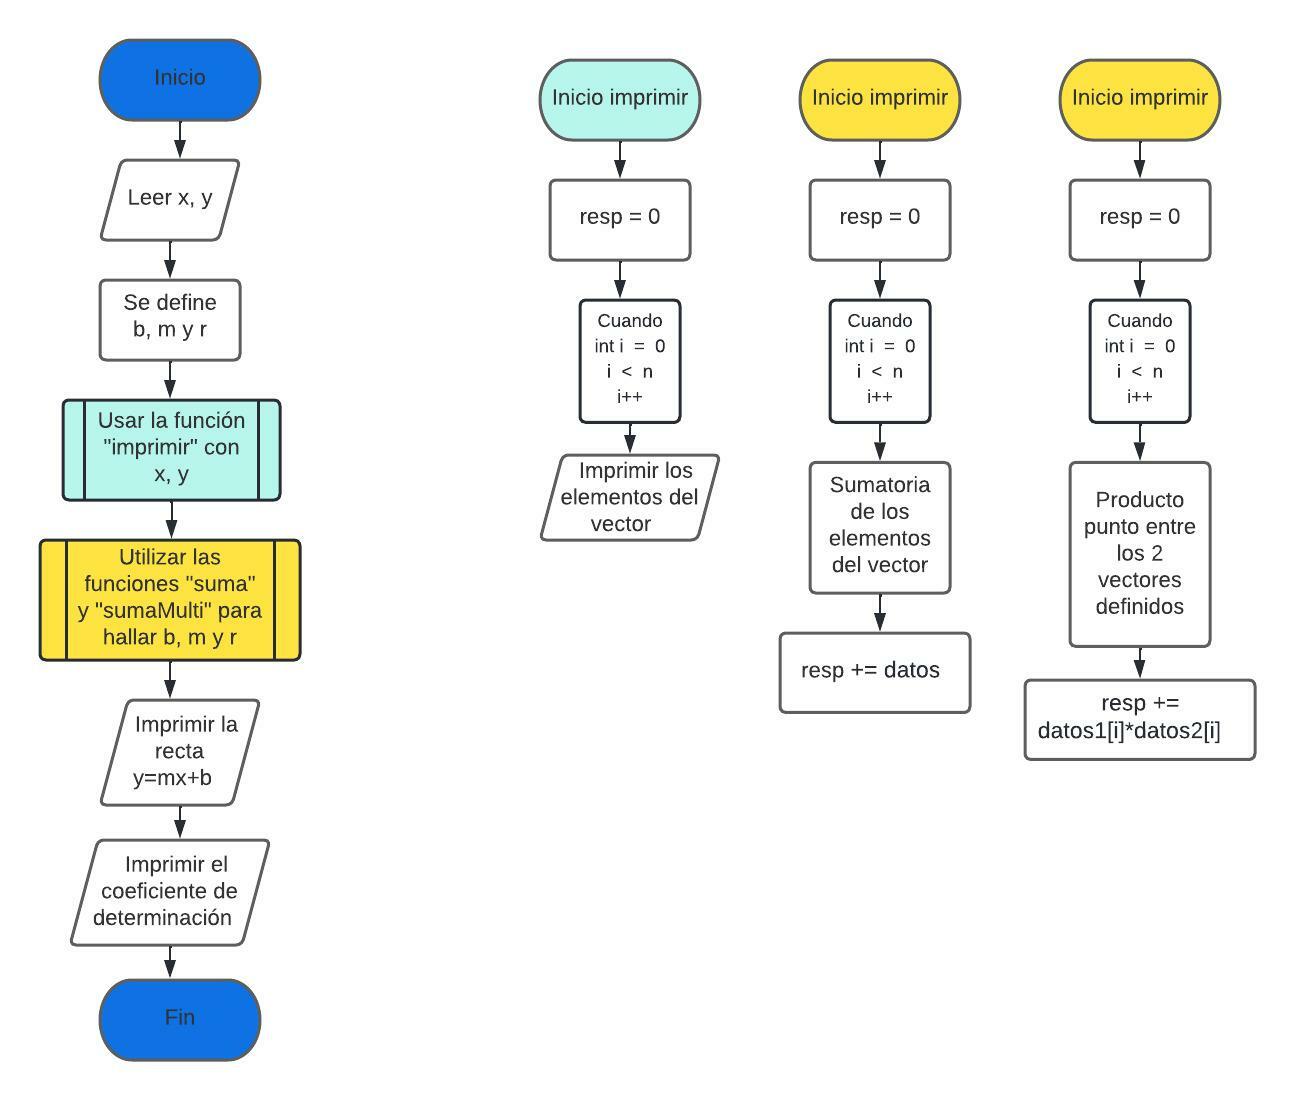 Inicio
Leer x, y
Se define
b, m y r
Usar la función
"imprimir" con
x, y
Utilizar las
funciones "suma"
y "sumaMulti" para
hallar b, m y r
Imprimir la
recta
y=mx+b
Imprimir el
coeficiente de
determinación
Fin
Inicio imprimir
resp = 0
Cuando
int i = 0
i < n
i++
Imprimir los
elementos del
vector
Inicio imprimir
resp = 0
Cuando
int i = 0
i < n
i++
Sumatoria
de los
elementos
del vector
resp += datos
Inicio imprimir
resp = 0
Cuando
int i = 0
i < n
i++
Producto
punto entre
los 2
vectores
definidos
resp +=
datos1[i]*datos2[i]